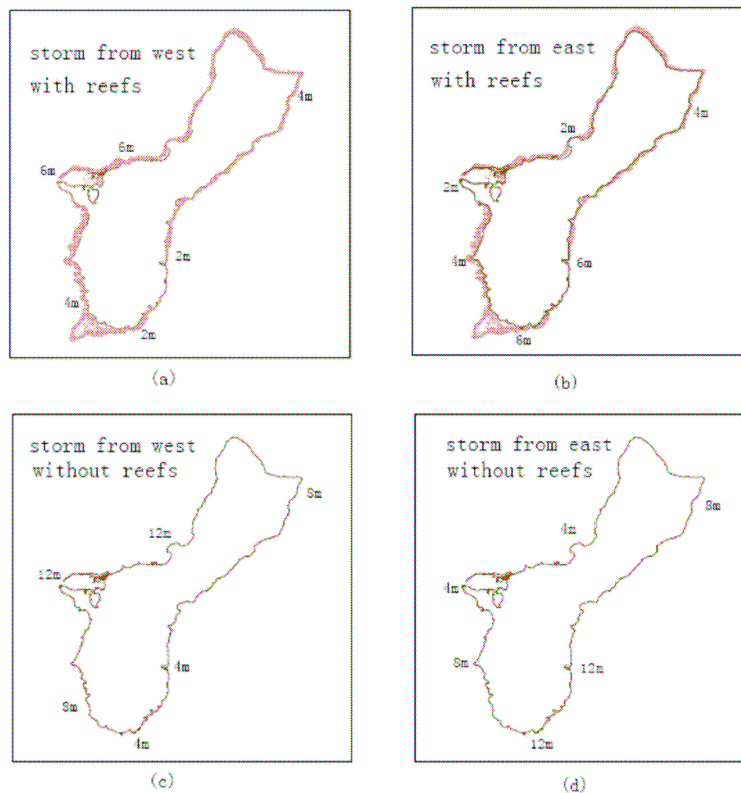 storm from west
with reefs
4m
6m
6m
2m
4m
2m
(a)
storm from east
with reefs
2m
4m
2m
4m
6m
6m
(b)
storm from west
without reefs
8m
12m
12m
4m
8m
4m
(c)
storm from east
without reefs
8m
4m
4m
8m
12m
12m
(d)